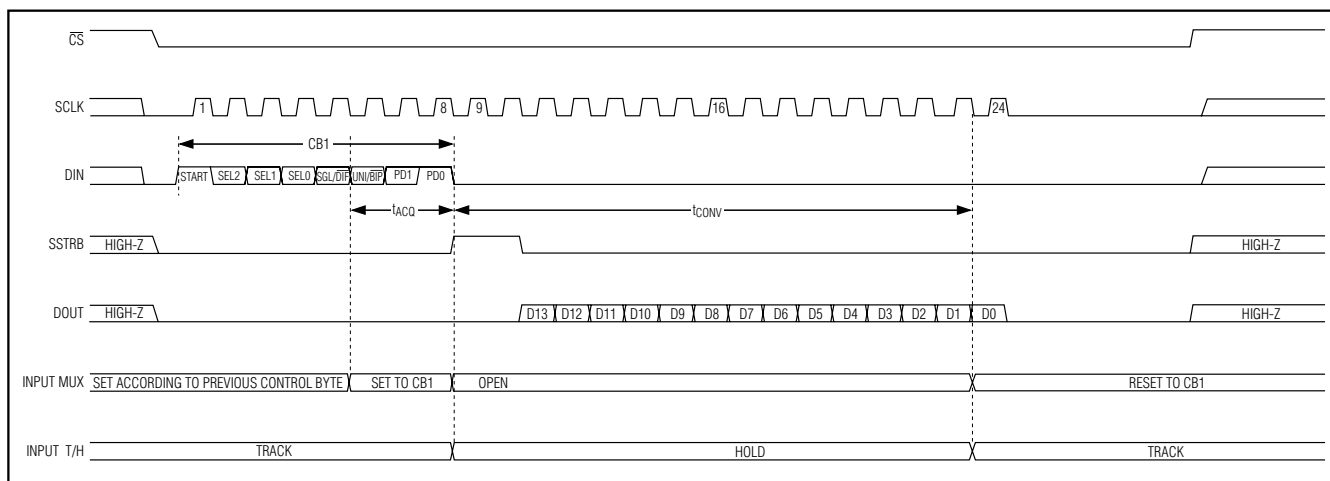 CS
SCLK 1 8 9 16 24
CB1
DIN START SEL2 SEL1 SEL0 SGL/DIF UNI/BIP PD1 PD0
tACQ tCONV
SSTRB HIGH-Z HIGH-Z
DOUT HIGH-Z D13 D12 D11 D10 D9 D8 D7 D6 D5 D4 D3 D2 D1 D0 HIGH-Z
INPUT MUX SET ACCORDING TO PREVIOUS CONTROL BYTE SET TO CB1 OPEN RESET TO CB1
INPUT T/H TRACK HOLD TRACK